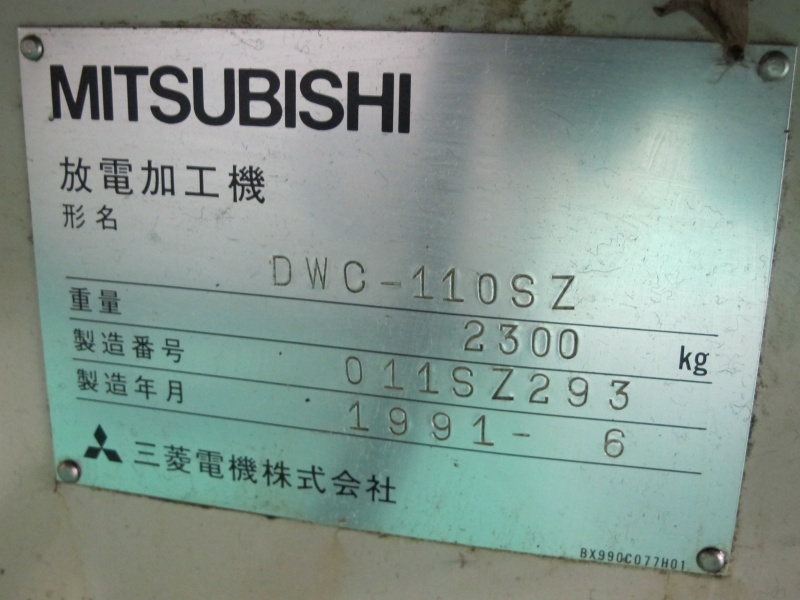 MITSUBISHI
放電加工機
形名 DWC-110SZ
重量 2300 kg
製造番号 011SZ293
製造年月 1991-6
三菱電機株式会社
BX990C077H01